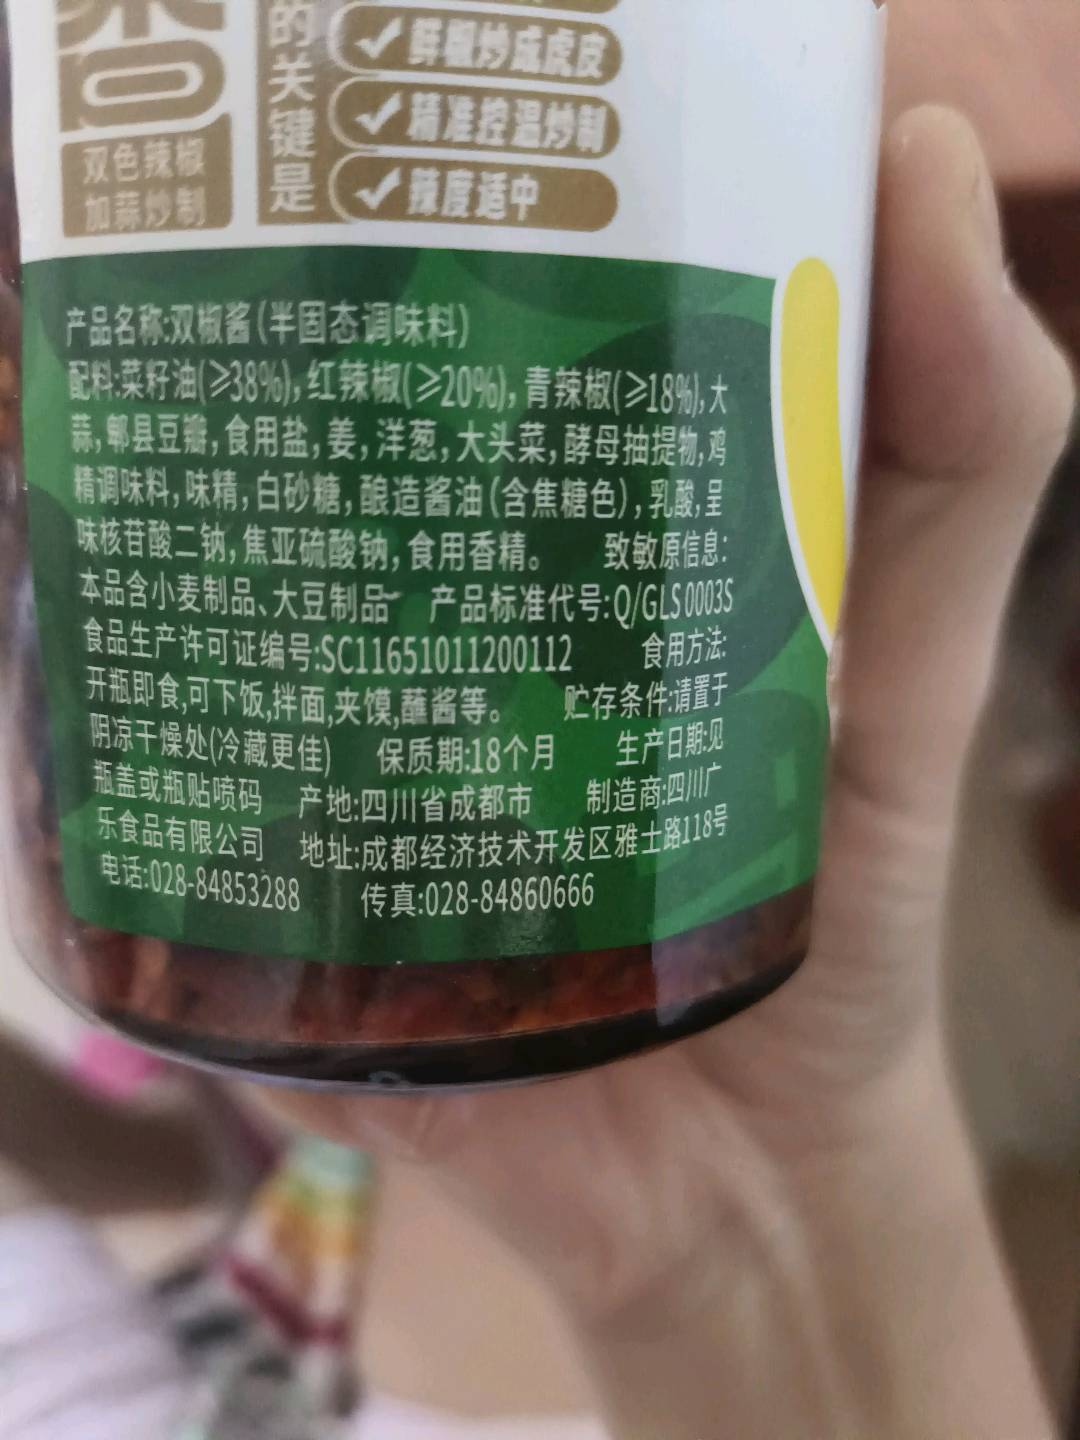 香
双色辣椒
加蒜炒制
的关键是
鲜椒炒成虎皮
精准控温炒制
辣度适中
产品名称:双椒酱(半固态调味料)
配料:菜籽油(≥38%),红辣椒(≥20%),青辣椒(≥18%),大
蒜,郫县豆瓣,食用盐,姜,洋葱,大头菜,酵母抽提物,鸡
精调味料,味精,白砂糖,酿造酱油(含焦糖色),乳酸,呈
味核苷酸二钠,焦亚硫酸钠,食用香精。 致敏原信息:
本品含小麦制品、大豆制品 产品标准代号:Q/GLS0003S
食品生产许可证编号:SC11651011200112 食用方法:
开瓶即食,可下饭,拌面,夹馍,蘸酱等。 贮存条件:请置于
阴凉干燥处(冷藏更佳) 保质期:18个月 生产日期:见
瓶盖或瓶贴喷码 产地:四川省成都市 制造商:四川广
乐食品有限公司 地址:成都经济技术开发区雅士路118号
电话:028-84853288 传真:028-84860666